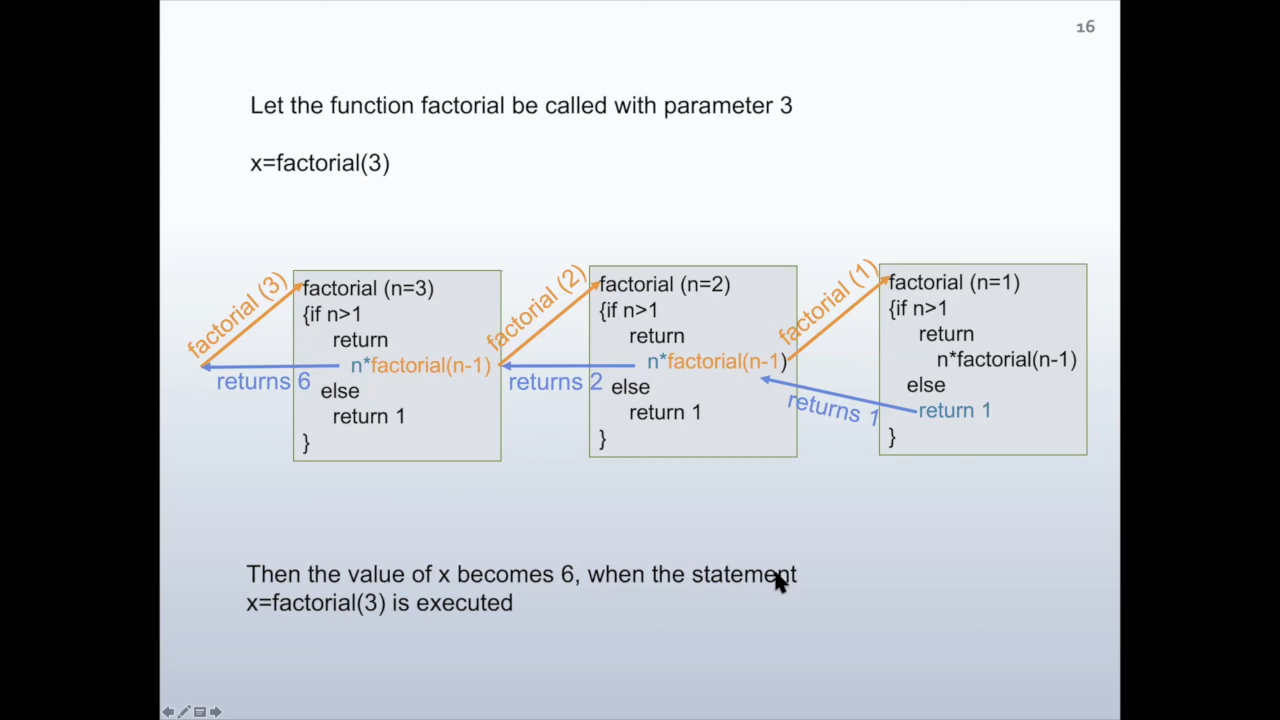 16
Let the function factorial be called with parameter 3
x=factorial(3)
factorial (3)
factorial (n=3)
{if n>1
return
n*factorial(n-1)
else
return 1
}
returns 6
factorial (2)
factorial (n=2)
{if n>1
return
n*factorial(n-1)
else
return 1
}
returns 2
factorial (1)
factorial (n=1)
{if n>1
return
n*factorial(n-1)
else
return 1
}
returns 1
Then the value of x becomes 6, when the statement
x=factorial(3) is executed